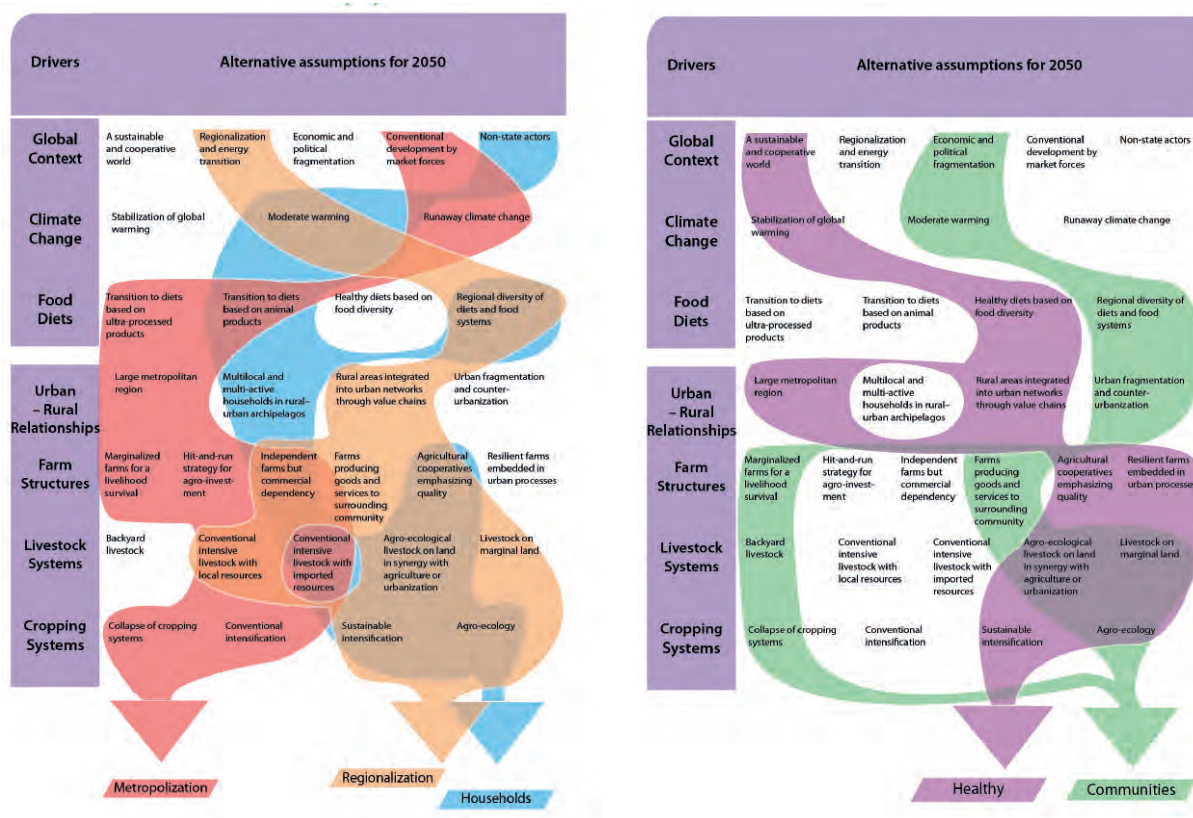 Drivers
Alternative assumptions for 2050
Global
Context
A sustainable
and cooperative
world
Regionalization
and energy
transition
Economic and
political
fragmentation
Conventional
development by
market forces
Non-state actors
Climate
Change
Stabilization of global
warming
Moderate warming
Runaway climate change
Food
Diets
Transition to diets
based on
ultra-processed
products
Transition to diets
based on animal
products
Healthy diets based on
food diversity
Regional diversity of
diets and food
systems
Urban
– Rural
Relationships
Large metropolitan
region
Multilocal and
multi-active
households in rural–
urban archipelagos
Rural areas integrated
into urban networks
through value chains
Urban fragmentation
and counter-
urbanization
Farm
Structures
Marginalized
farms for a
livelihood
survival
Hit-and-run
strategy for
agro-invest-
ment
Independent
farms but
commercial
dependency
Farms
producing
goods and
services to
surrounding
community
Agricultural
cooperatives
emphasizing
quality
Resilient farms
embedded in
urban processes
Livestock
Systems
Backyard
livestock
Conventional
intensive
livestock with
local resources
Conventional
intensive
livestock with
imported
resources
Agro-ecological
livestock on land
in synergy with
agriculture or
urbanization
Livestock on
marginal land
Cropping
Systems
Collapse of cropping
systems
Conventional
intensification
Sustainable
intensification
Agro-ecology
Metropolization
Regionalization
Households
Drivers
Alternative assumptions for 2050
Global
Context
A sustainable
and cooperative
world
Regionalization
and energy
transition
Economic and
political
fragmentation
Conventional
development by
market forces
Non-state actors
Climate
Change
Stabilization of global
warming
Moderate warming
Runaway climate change
Food
Diets
Transition to diets
based on
ultra-processed
products
Transition to diets
based on animal
products
Healthy diets based on
food diversity
Regional diversity of
diets and food
systems
Urban
– Rural
Relationships
Large metropolitan
region
Multilocal and
multi-active
households in rural–
urban archipelagos
Rural areas integrated
into urban networks
through value chains
Urban fragmentation
and counter-
urbanization
Farm
Structures
Marginalized
farms for a
livelihood
survival
Hit-and-run
strategy for
agro-invest-
ment
Independent
farms but
commercial
dependency
Farms
producing
goods and
services to
surrounding
community
Agricultural
cooperatives
emphasizing
quality
Resilient farms
embedded in
urban processes
Livestock
Systems
Backyard
livestock
Conventional
intensive
livestock with
local resources
Conventional
intensive
livestock with
imported
resources
Agro-ecological
livestock on land
in synergy with
agriculture or
urbanization
Livestock on
marginal land
Cropping
Systems
Collapse of cropping
systems
Conventional
intensification
Sustainable
intensification
Agro-ecology
Healthy
Communities